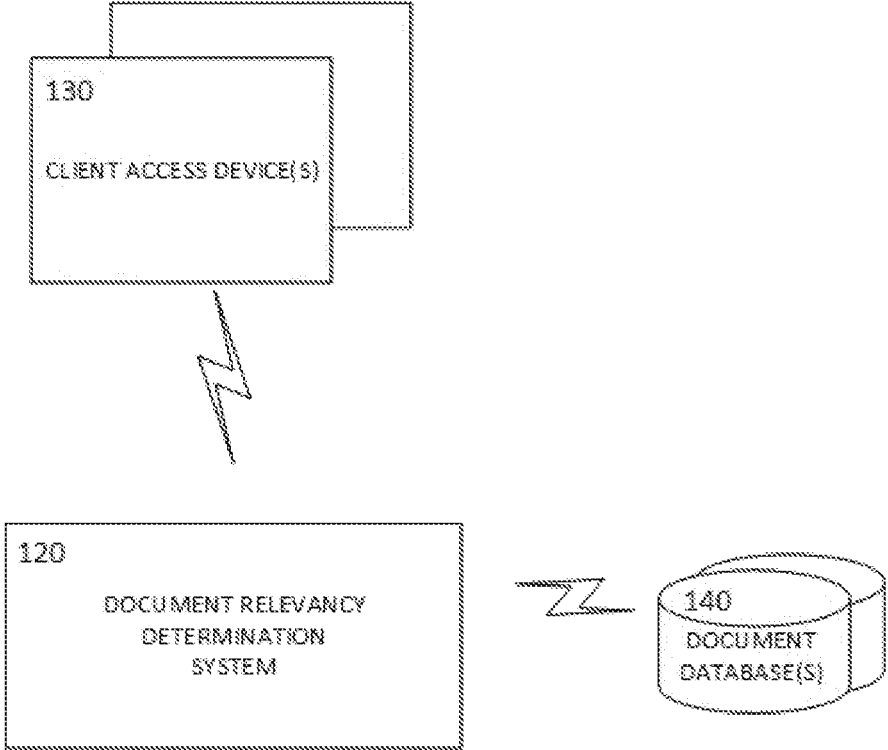 130
CLIENT ACCESS DEVICE(S)
120
DOCUMENT RELEVANCY
DETERMINATION
SYSTEM
140
DOCUMENT
DATABASE(S)